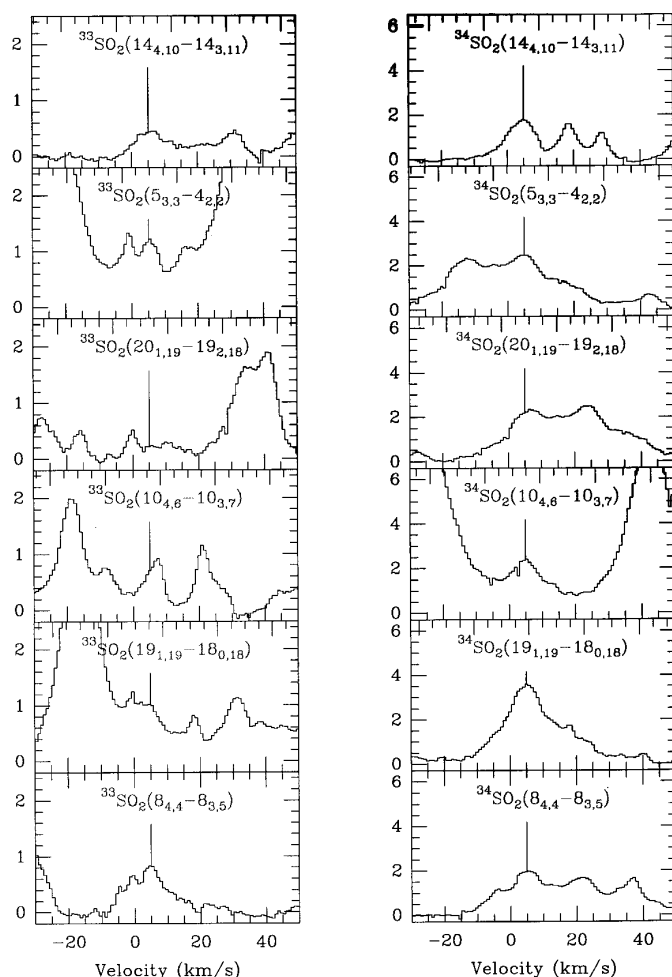 ³³SO₂(14₄,₁₀−14₃,₁₁)
2
1
0
³³SO₂(5₃,₃−4₂,₂)
2
1
0
³³SO₂(20₁,₁₉−19₂,₁₈)
2
1
0
³³SO₂(10₄,₆−10₃,₇)
2
1
0
³³SO₂(19₁,₁₉−18₀,₁₈)
2
1
0
³³SO₂(8₄,₄−8₃,₅)
2
1
0
−20 0 20 40
Velocity (km/s)
³⁴SO₂(14₄,₁₀−14₃,₁₁)
6
4
2
0
³⁴SO₂(5₃,₃−4₂,₂)
6
4
2
0
³⁴SO₂(20₁,₁₉−19₂,₁₈)
6
4
2
0
³⁴SO₂(10₄,₆−10₃,₇)
6
4
2
0
³⁴SO₂(19₁,₁₉−18₀,₁₈)
6
4
2
0
³⁴SO₂(8₄,₄−8₃,₅)
6
4
2
0
−20 0 20 40
Velocity (km/s)